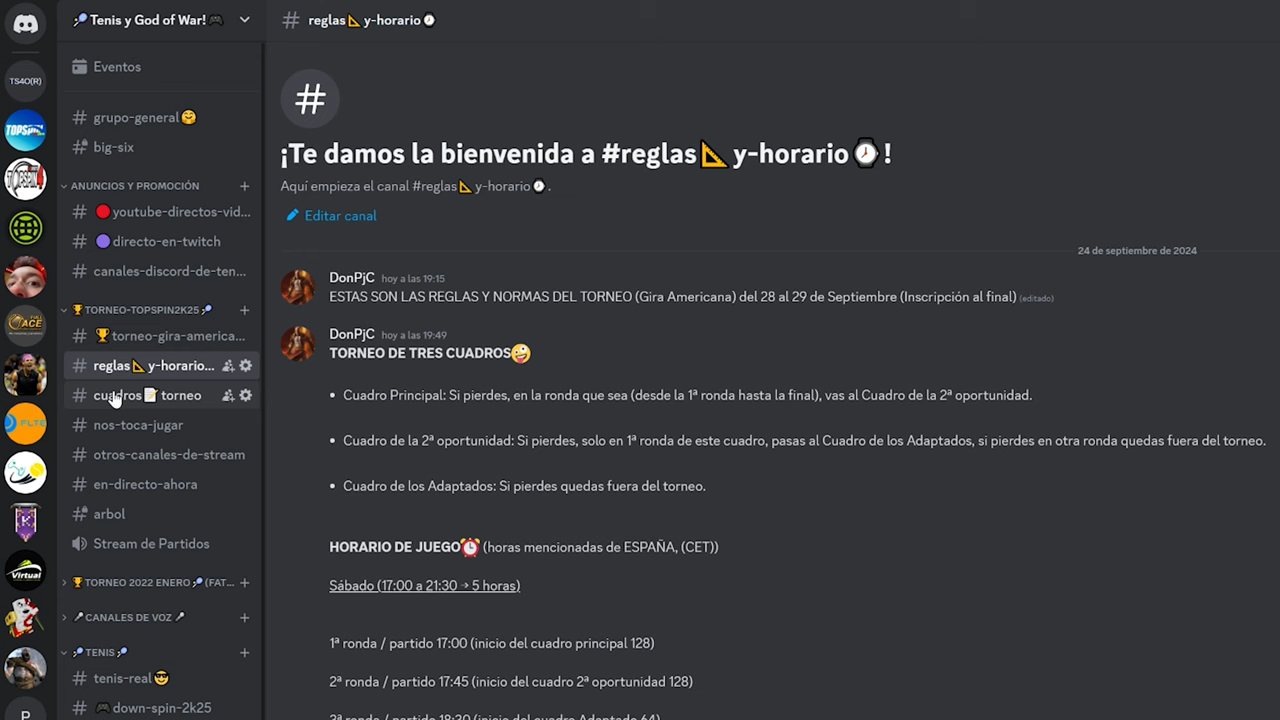 Tenis y God of War!
reglas y-horario
TS4O(R)
Eventos
grupo-general
big-six
ANUNCIOS Y PROMOCIÓN
youtube-directos-vid...
directo-en-twitch
canales-discord-de-ten...
TORNEO-TOPSPIN2K25
torneo-gira-america...
reglas y-horario...
cuadros torneo
nos-toca-jugar
otros-canales-de-stream
en-directo-ahora
arbol
Stream de Partidos
TORNEO 2022 ENERO (FAT...
CANALES DE VOZ
TENIS
tenis-real
down-spin-2k25
TOPSPIN
ACE
FLTE
Virtual
P
¡Te damos la bienvenida a #reglas y-horario !
Aquí empieza el canal #reglas y-horario .
Editar canal
24 de septiembre de 2024
DonPjC hoy a las 19:15
ESTAS SON LAS REGLAS Y NORMAS DEL TORNEO (Gira Americana) del 28 al 29 de Septiembre (Inscripción al final) (editado)
DonPjC hoy a las 19:49
TORNEO DE TRES CUADROS
• Cuadro Principal: Si pierdes, en la ronda que sea (desde la 1ª ronda hasta la final), vas al Cuadro de la 2ª oportunidad.
• Cuadro de la 2ª oportunidad: Si pierdes, solo en 1ª ronda de este cuadro, pasas al Cuadro de los Adaptados, si pierdes en otra ronda quedas fuera del torneo.
• Cuadro de los Adaptados: Si pierdes quedas fuera del torneo.
HORARIO DE JUEGO (horas mencionadas de ESPAÑA, (CET))
Sábado (17:00 a 21:30 → 5 horas)
1ª ronda / partido 17:00 (inicio del cuadro principal 128)
2ª ronda / partido 17:45 (inicio del cuadro 2ª oportunidad 128)
3ª ronda / partido 18:30 (inicio del cuadro Adaptado 64)